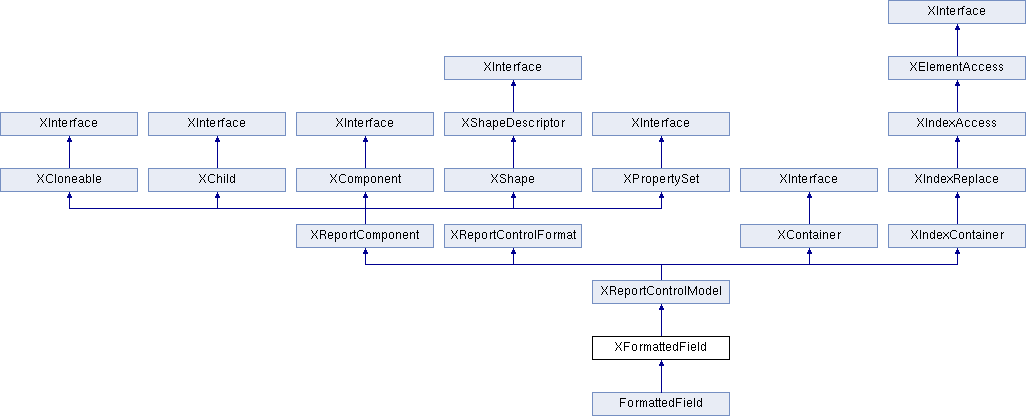 XInterface
XInterface
XElementAccess
XInterface
XInterface
XInterface
XShapeDescriptor
XInterface
XIndexAccess
XCloneable
XChild
XComponent
XShape
XPropertySet
XInterface
XIndexReplace
XReportComponent
XReportControlFormat
XContainer
XIndexContainer
XReportControlModel
XFormattedField
FormattedField